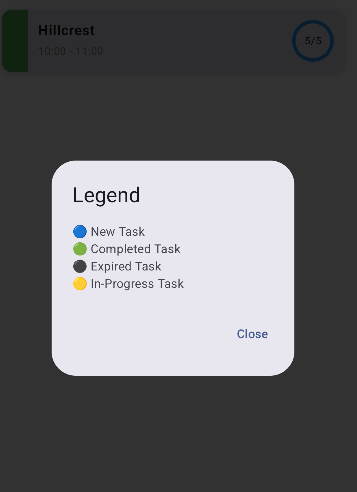 Hillcrest
10:00 - 11:00
5/5
Legend
🔵 New Task
🟢 Completed Task
⚫ Expired Task
🟡 In-Progress Task
Close